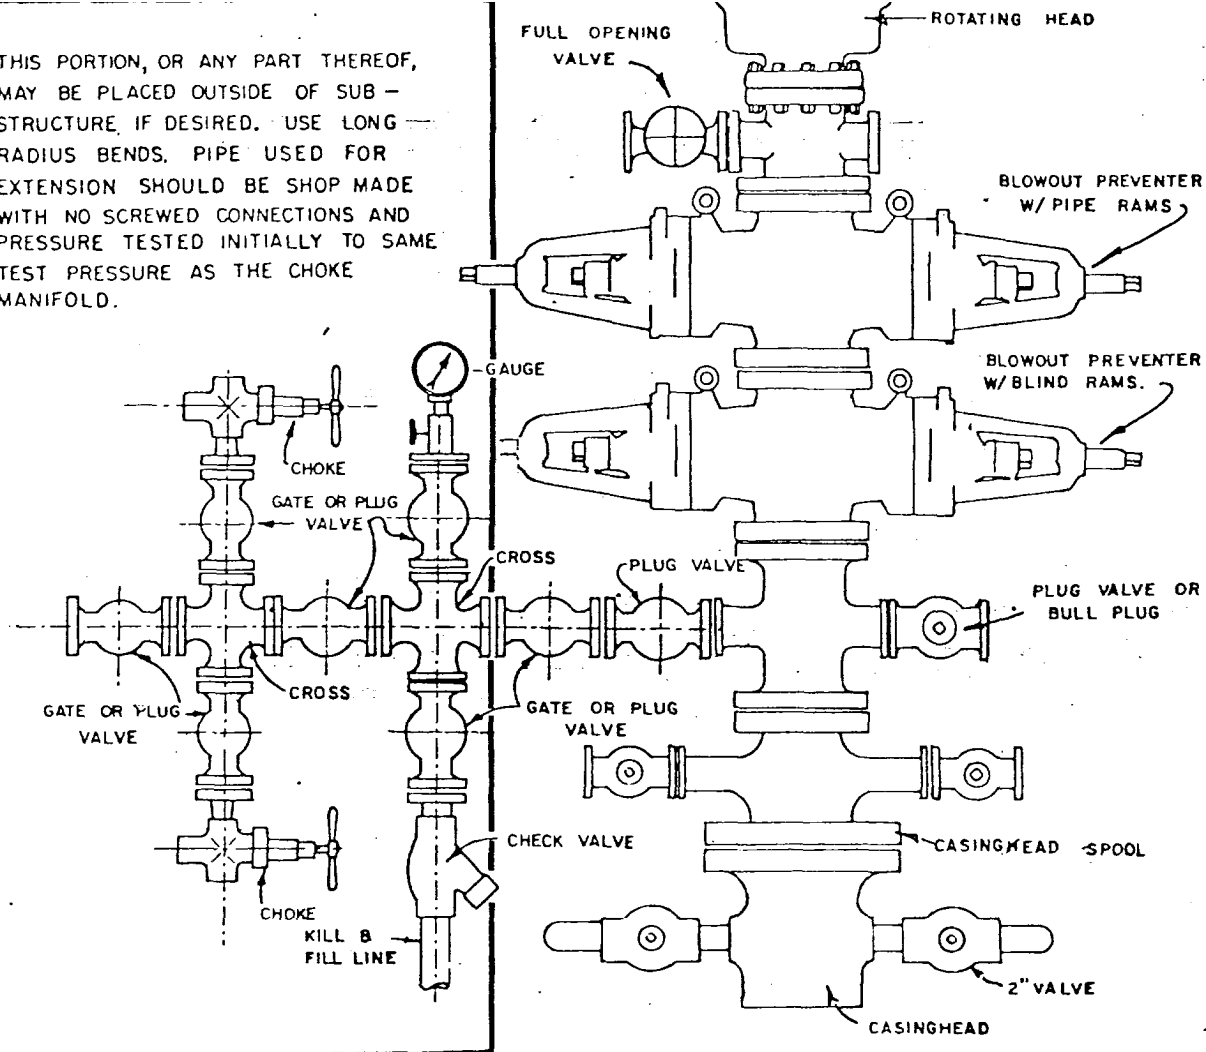 THIS PORTION, OR ANY PART THEREOF,
MAY BE PLACED OUTSIDE OF SUB-
STRUCTURE IF DESIRED. USE LONG
RADIUS BENDS. PIPE USED FOR
EXTENSION SHOULD BE SHOP MADE
WITH NO SCREWED CONNECTIONS AND
PRESSURE TESTED INITIALLY TO SAME
TEST PRESSURE AS THE CHOKE
MANIFOLD.
FULL OPENING
VALVE
ROTATING HEAD
BLOWOUT PREVENTER
W/PIPE RAMS
BLOWOUT PREVENTER
W/BLIND RAMS.
GAUGE
CHOKE
GATE OR PLUG
VALVE
CROSS
PLUG VALVE
PLUG VALVE OR
BULL PLUG
CROSS
GATE OR PLUG
VALVE
GATE OR PLUG
VALVE
CHECK VALVE
CASINGHEAD SPOOL
CHOKE
KILL &
FILL LINE
2" VALVE
CASINGHEAD